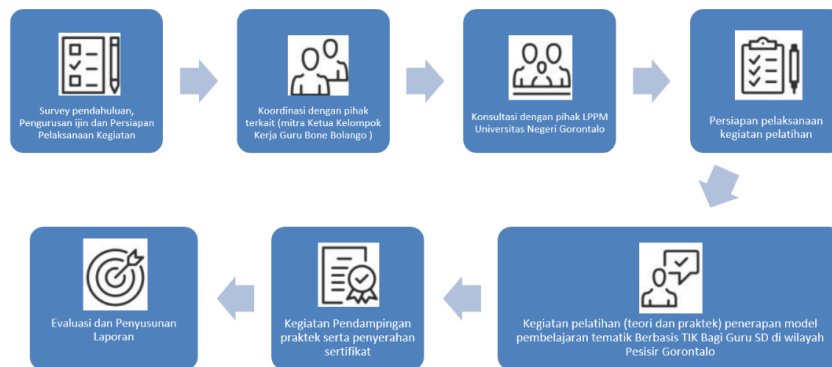 Survey pendahuluan,
Pengurusan ijin dan Persiapan
Pelaksanaan Kegiatan
Koordinasi dengan pihak
terkait (mitra Ketua Kelompok
Kerja Guru Bone Bolango )
Konsultasi dengan pihak LPPM
Universitas Negeri Gorontalo
Persiapan pelaksanaan
kegiatan pelatihan
Kegiatan pelatihan (teori dan praktek) penerapan model
pembelajaran tematik Berbasis TIK Bagi Guru SD di wilayah
Pesisir Gorontalo
Kegiatan Pendampingan
praktek serta penyerahan
sertifikat
Evaluasi dan Penyusunan
Laporan